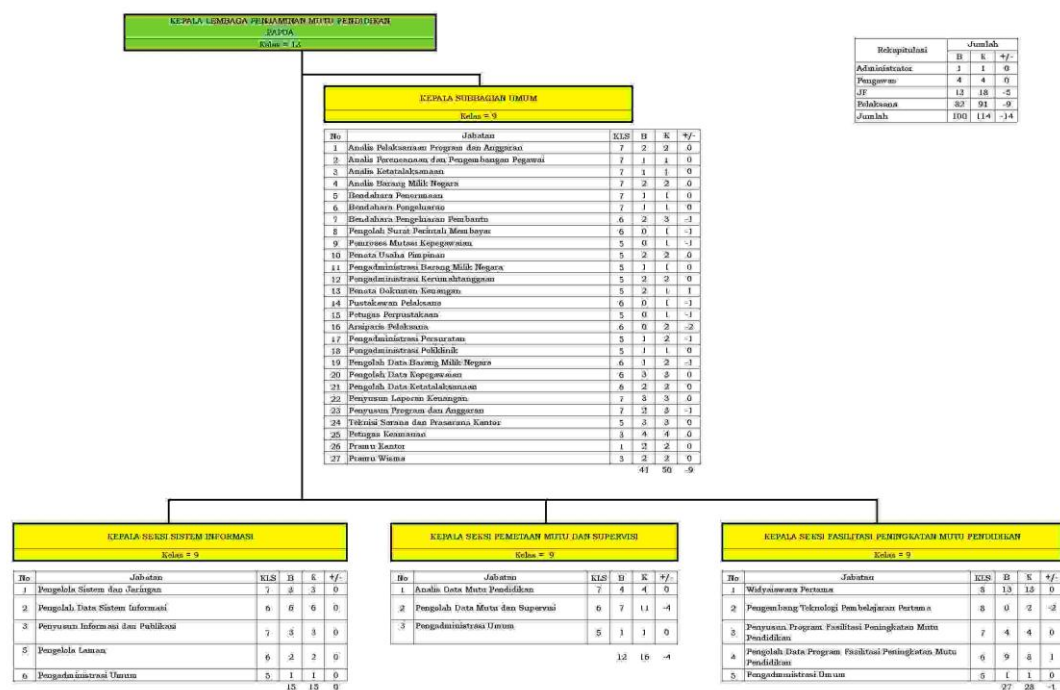 KEPALA LEMBAGA PENJAMINAN MUTU PENDIDIKAN
PAPUA
Kelas = 13
Rekapitulasi Jumlah
B K +/-
Administrator 1 1 0
Pengawas 4 4 0
JF 13 18 -5
Pelaksana 82 91 -9
Jumlah 100 114 -14
KEPALA SUBBAGIAN UMUM
Kelas = 9
No Jabatan KLS B K +/-
1 Analis Pelaksanaan Program dan Anggaran 7 2 2 0
2 Analis Perencanaan dan Pengembangan Pegawai 7 1 1 0
3 Analis Ketatalaksanaan 7 1 1 0
4 Analis Barang Milik Negara 7 2 2 0
5 Bendahara Penerimaan 7 1 1 0
6 Bendahara Pengeluaran 7 1 1 0
7 Bendahara Pengeluaran Pembantu 6 2 3 -1
8 Pengolah Surat Perintah Membayar 6 0 1 -1
9 Pemroses Mutasi Kepegawaian 5 0 1 -1
10 Penata Usaha Pimpinan 5 2 2 0
11 Pengadministrasi Barang Milik Negara 5 1 1 0
12 Pengadministrasi Kerumahtanggaan 5 2 2 0
13 Penata Dokumen Keuangan 5 2 1 1
14 Pustakawan Pelaksana 6 0 1 -1
15 Petugas Perpustakaan 5 0 1 -1
16 Arsiparis Pelaksana 6 0 2 -2
17 Pengadministrasi Persuratan 5 1 2 -1
18 Pengadministrasi Poliklinik 5 1 1 0
19 Pengolah Data Barang Milik Negara 6 1 2 -1
20 Pengolah Data Kepegawaian 6 3 3 0
21 Pengolah Data Ketatalaksanaan 6 2 2 0
22 Penyusun Laporan Keuangan 7 3 3 0
23 Penyusun Program dan Anggaran 7 2 3 -1
24 Teknisi Sarana dan Prasarana Kantor 5 3 3 0
25 Petugas Keamanan 3 4 4 0
26 Pramu Kantor 1 2 2 0
27 Pramu Wisma 3 2 2 0
41 50 -9
KEPALA SEKSI SISTEM INFORMASI
Kelas = 9
No Jabatan KLS B K +/-
1 Pengelola Sistem dan Jaringan 7 3 3 0
2 Pengolah Data Sistem Informasi 6 6 6 0
3 Penyusun Informasi dan Publikasi 7 3 3 0
5 Pengelola Laman 6 2 2 0
6 Pengadministrasi Umum 5 1 1 0
15 15 0
KEPALA SEKSI PEMETAAN MUTU DAN SUPERVISI
Kelas = 9
No Jabatan KLS B K +/-
1 Analis Data Mutu Pendidikan 7 4 4 0
2 Pengolah Data Mutu dan Supervisi 6 7 11 -4
3 Pengadministrasi Umum 5 1 1 0
12 16 -4
KEPALA SEKSI FASILITASI PENINGKATAN MUTU PENDIDIKAN
Kelas = 9
No Jabatan KLS B K +/-
1 Widyaiswara Pertama 8 13 13 0
2 Pengembang Teknologi Pembelajaran Pertama 8 0 2 -2
3 Penyusun Program Fasilitasi Peningkatan Mutu
Pendidikan 7 4 4 0
4 Pengolah Data Program Fasilitasi Peningkatan Mutu
Pendidikan 6 9 8 1
5 Pengadministrasi Umum 5 1 1 0
27 28 -1